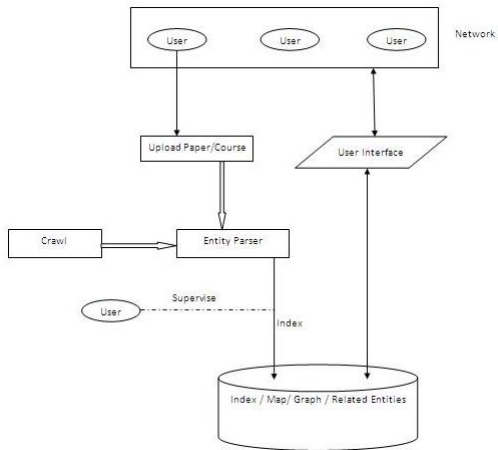 User
User
User
Network
Upload Paper/Course
User Interface
Crawl
Entity Parser
Supervise
User
Index
Index / Map/ Graph / Related Entities